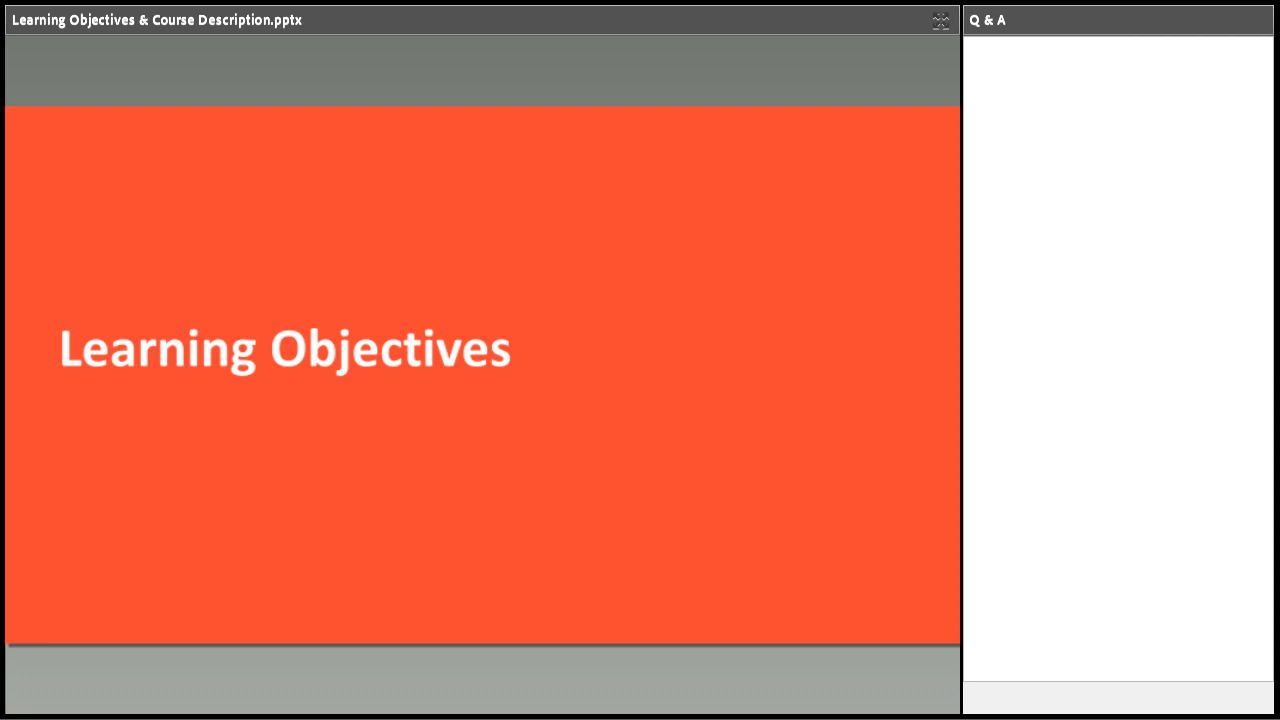 Learning Objectives & Course Description.pptx
Q & A
Learning Objectives